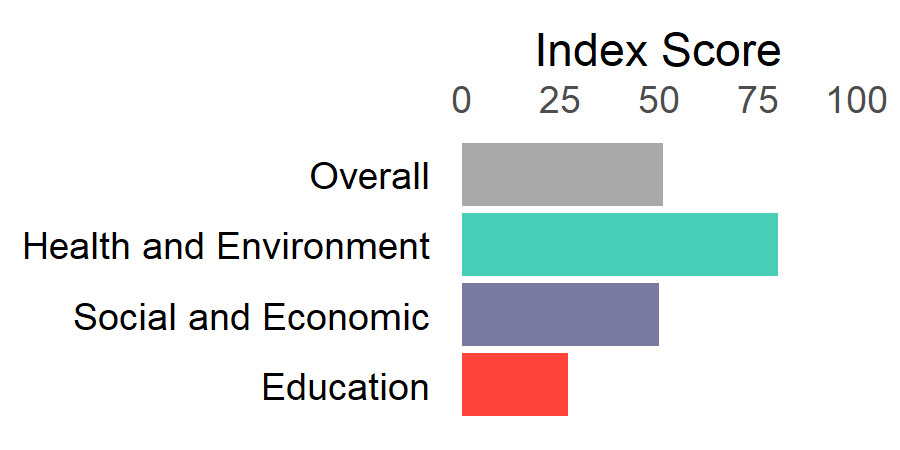 Index Score
0 25 50 75 100
Overall
Health and Environment
Social and Economic
Education